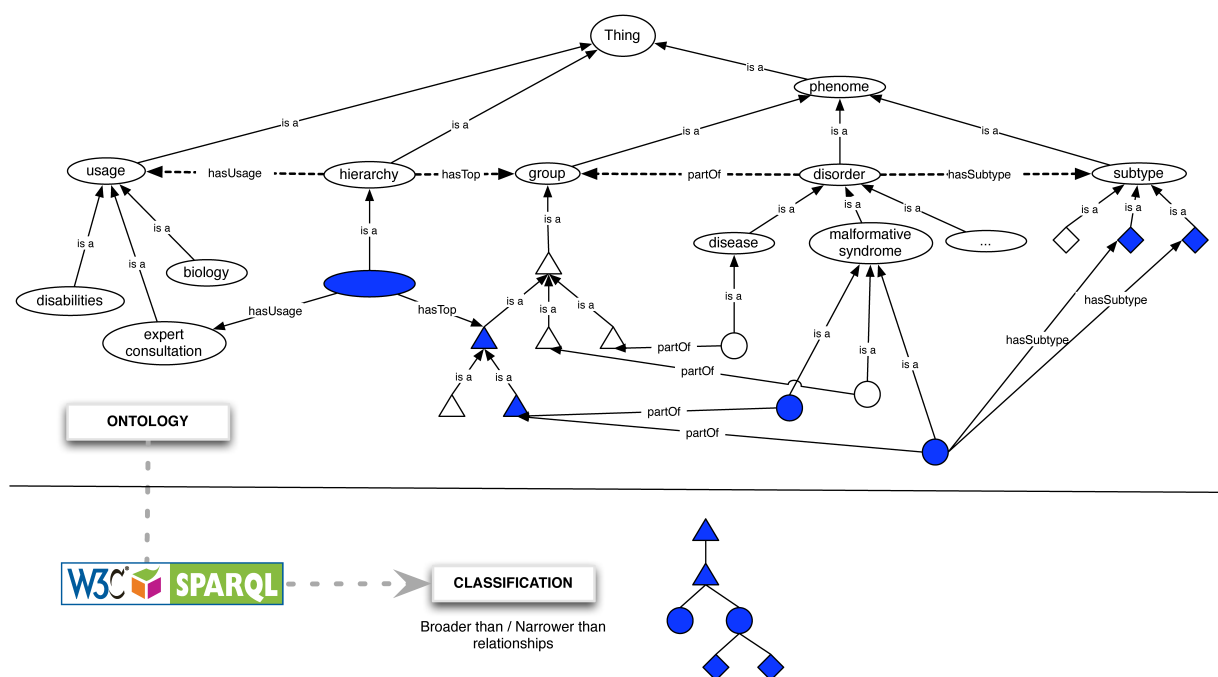 Thing
is a
phenome
is a
is a
is a
is a
is a
usage
hasUsage
hierarchy
hasTop
group
partOf
disorder
hasSubtype
subtype
is a
is a
is a
is a
is a
is a
is a
is a
is a
is a
is a
disease
malformative
syndrome
...
disabilities
biology
expert
consultation
hasUsage
hasTop
is a
is a
is a
is a
hasSubtype
hasSubtype
is a
is a
is a
partOf
partOf
is a
is a
partOf
partOf
ONTOLOGY
W3C
SPARQL
CLASSIFICATION
Broader than / Narrower than
relationships